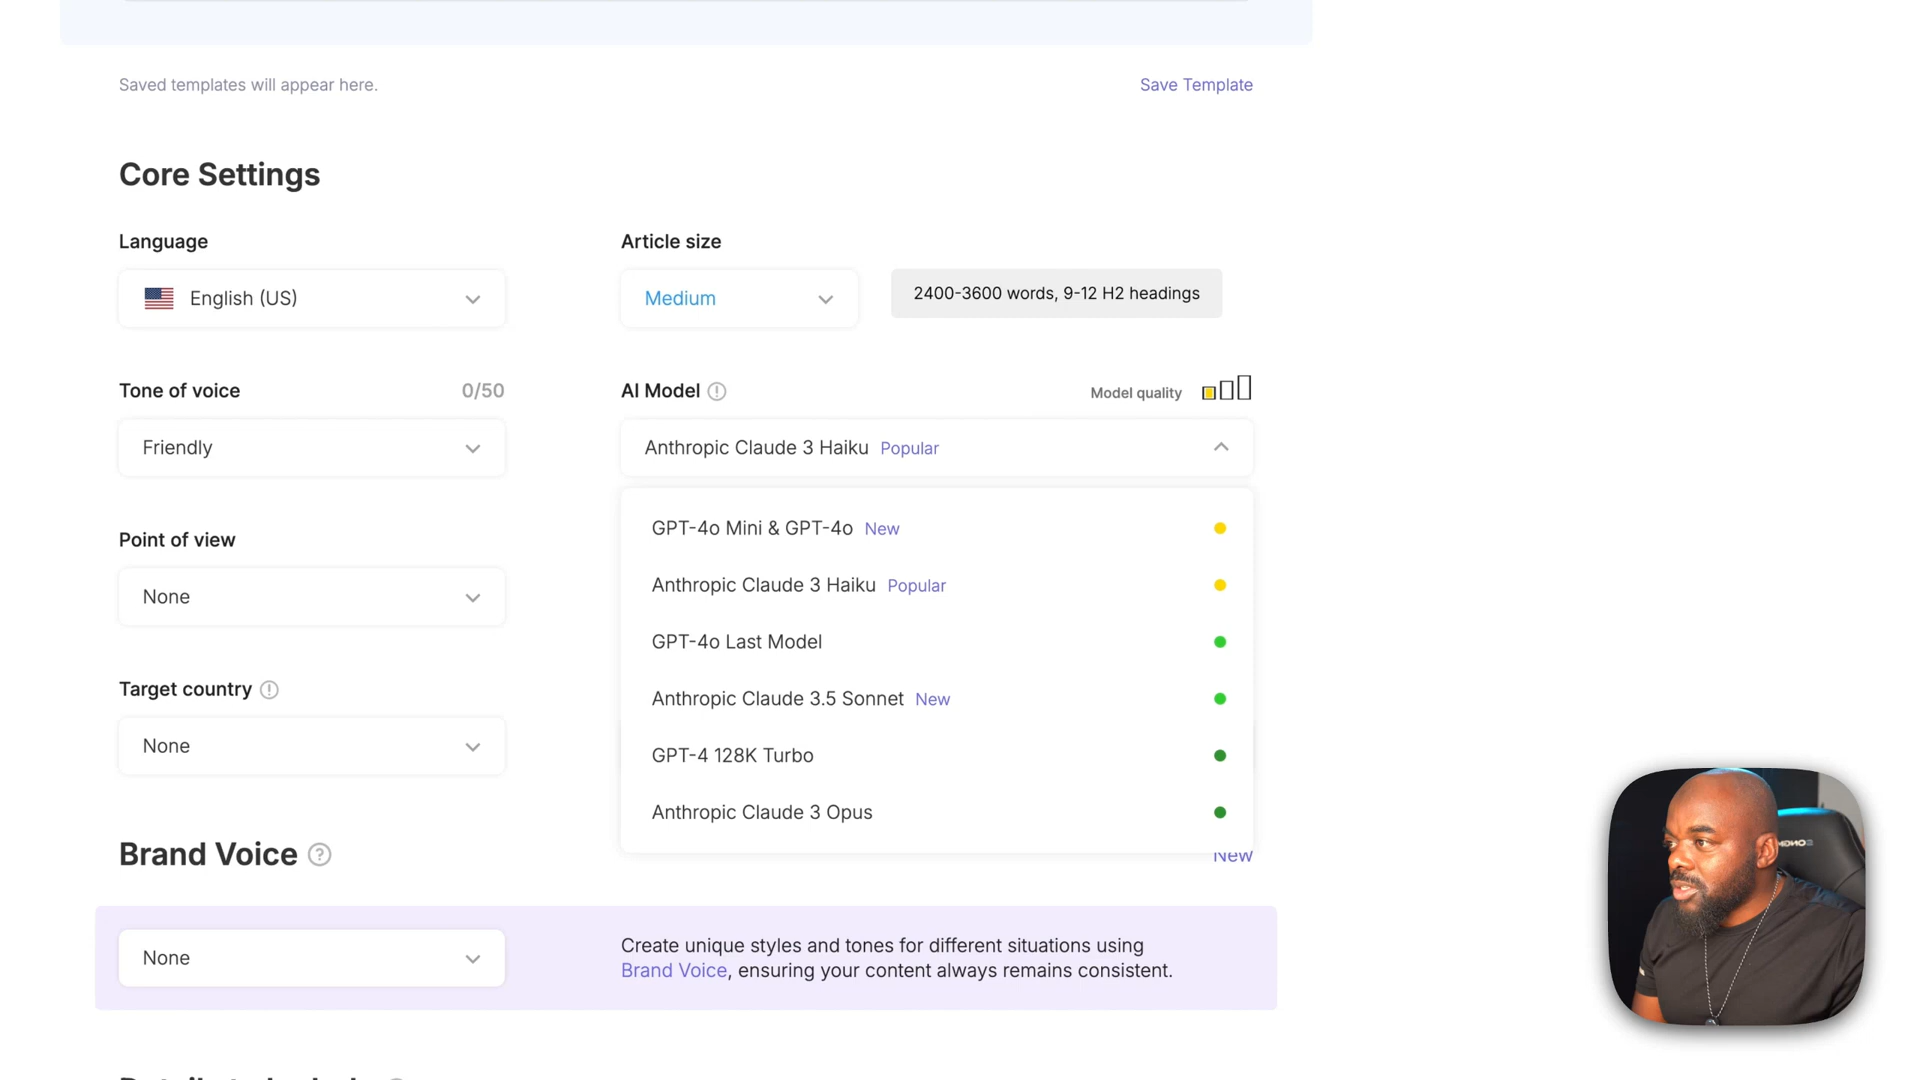 Saved templates will appear here.
Save Template
Core Settings
Language
Article size
English (US)
Medium
2400-3600 words, 9-12 H2 headings
Tone of voice
0/50
AI Model
Model quality
Friendly
Anthropic Claude 3 Haiku Popular
GPT-4o Mini & GPT-4o New
Point of view
Anthropic Claude 3 Haiku Popular
None
GPT-4o Last Model
Target country
Anthropic Claude 3.5 Sonnet New
None
GPT-4 128K Turbo
Anthropic Claude 3 Opus
Brand Voice
New
None
Create unique styles and tones for different situations using
Brand Voice, ensuring your content always remains consistent.